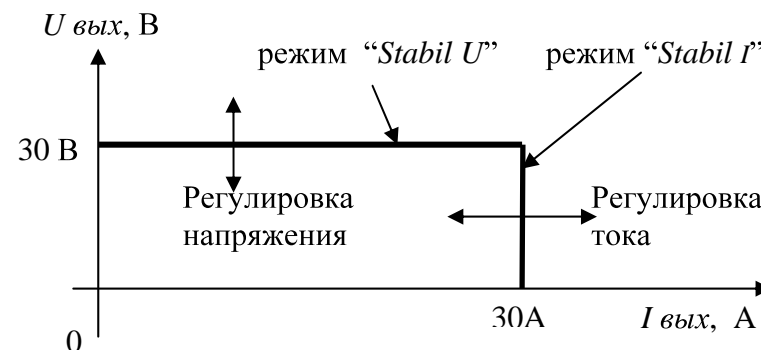 U вых, В
режим “Stabil U”
режим “Stabil I”
30 В
Регулировка
напряжения
Регулировка
тока
30А
I вых, А
0